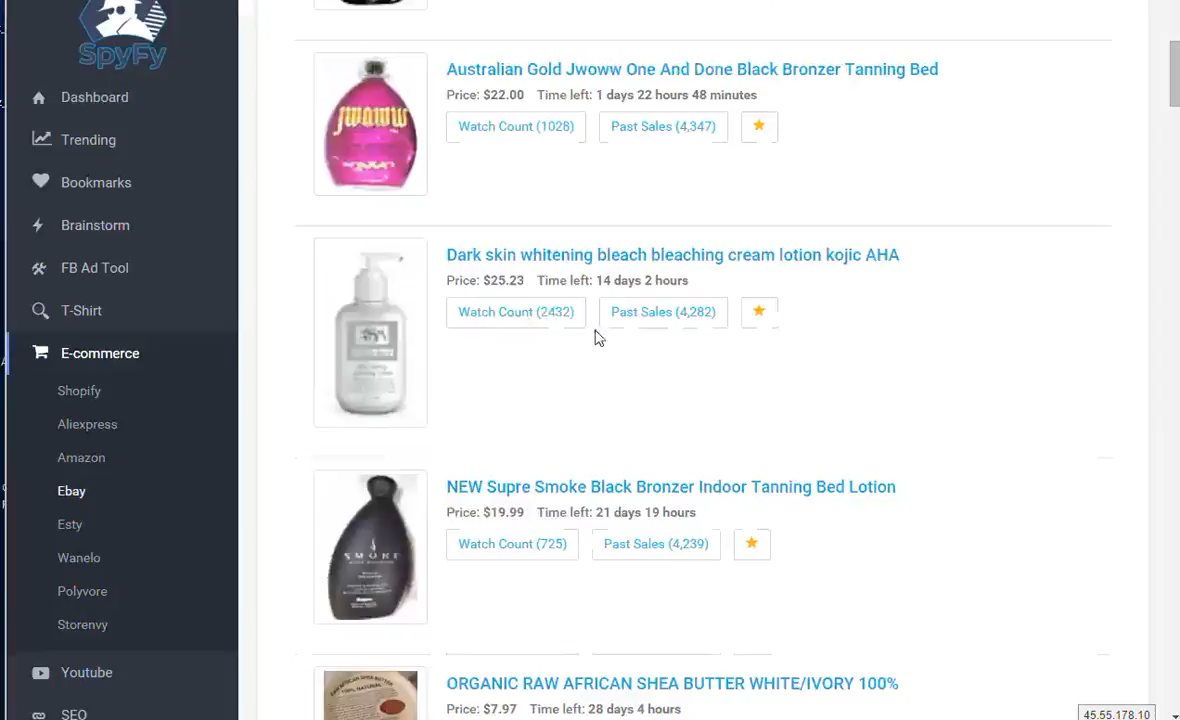 SpyFy
Dashboard
Trending
Bookmarks
Brainstorm
FB Ad Tool
T-Shirt
E-commerce
Shopify
Aliexpress
Amazon
Ebay
Esty
Wanelo
Polyvore
Storenvy
Youtube
SEO
Australian Gold Jwoww One And Done Black Bronzer Tanning Bed
Price: $22.00 Time left: 1 days 22 hours 48 minutes
Watch Count (1028) Past Sales (4,347)
JWOWW
Dark skin whitening bleach bleaching cream lotion kojic AHA
Price: $25.23 Time left: 14 days 2 hours
Watch Count (2432) Past Sales (4,282)
NEW Supre Smoke Black Bronzer Indoor Tanning Bed Lotion
Price: $19.99 Time left: 21 days 19 hours
Watch Count (725) Past Sales (4,239)
SMOKE
ORGANIC RAW AFRICAN SHEA BUTTER WHITE/IVORY 100%
Price: $7.97 Time left: 28 days 4 hours
45.55.178.10